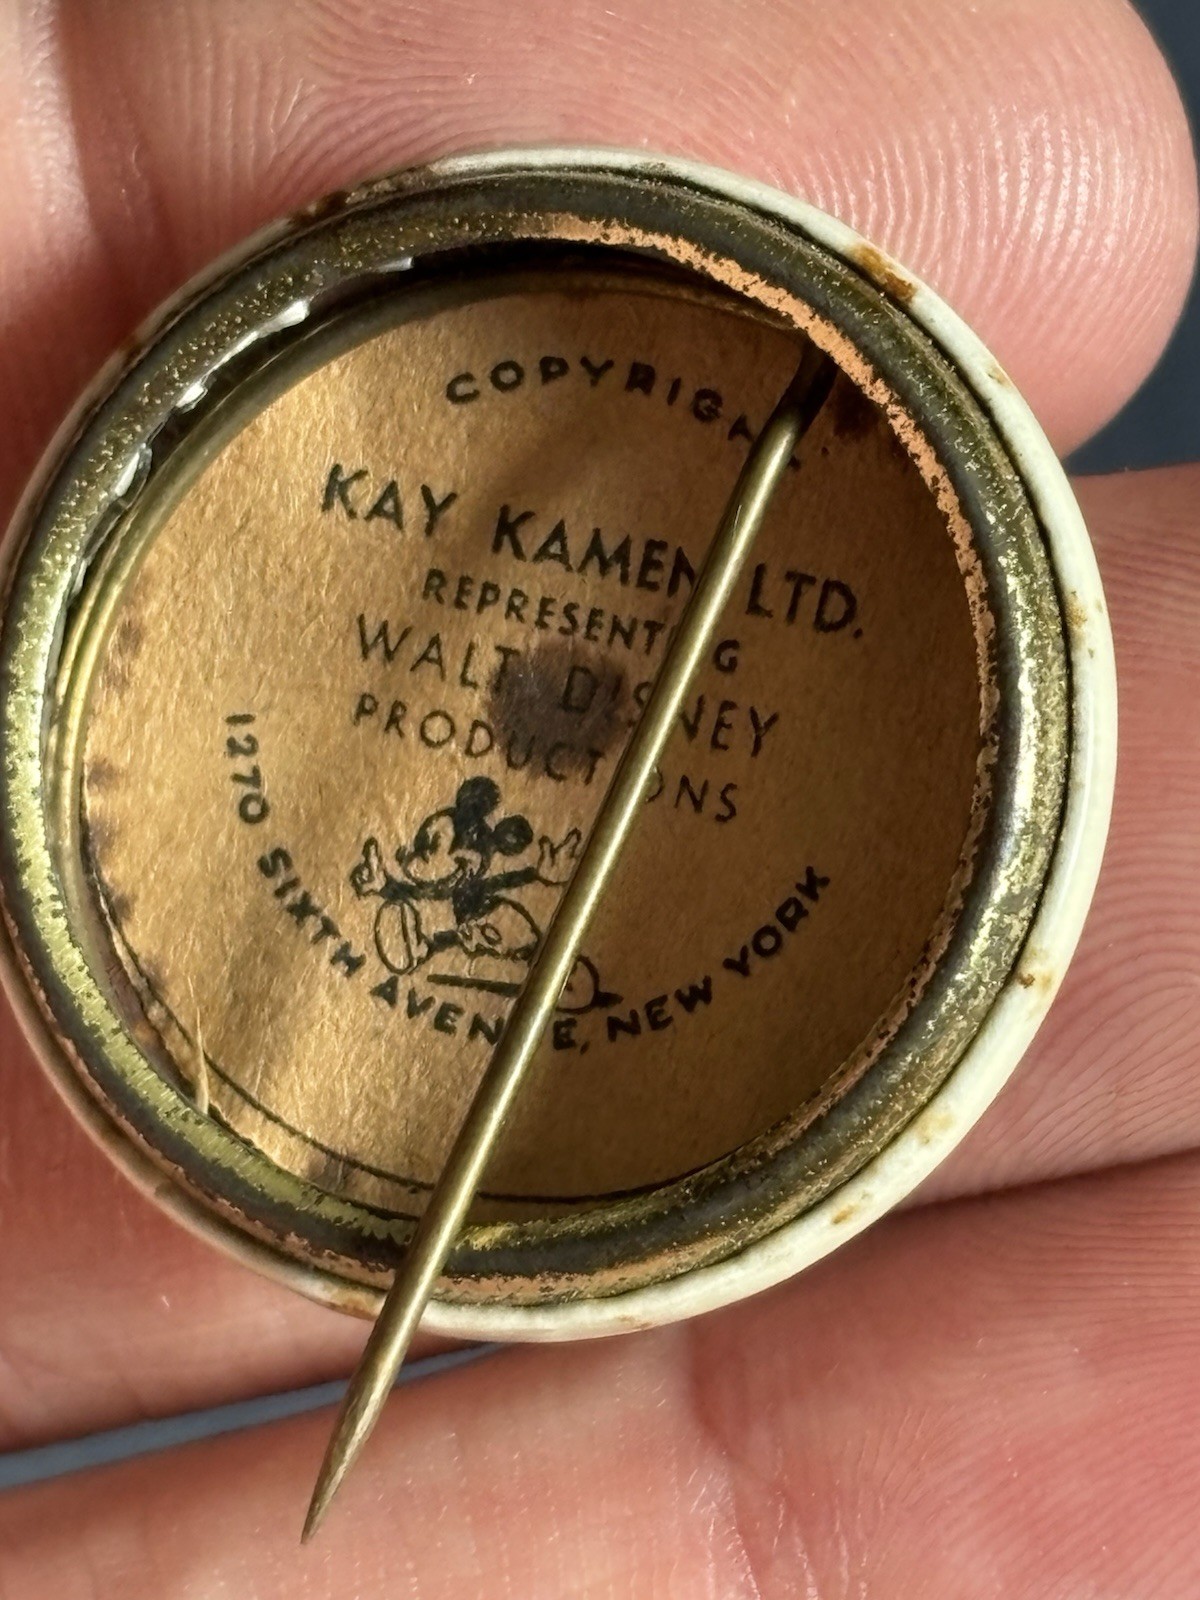 COPYRIGHT
KAY KAMEN LTD.
REPRESENTING
WALT DISNEY
PRODUCTIONS
1270 SIXTH AVENUE, NEW YORK